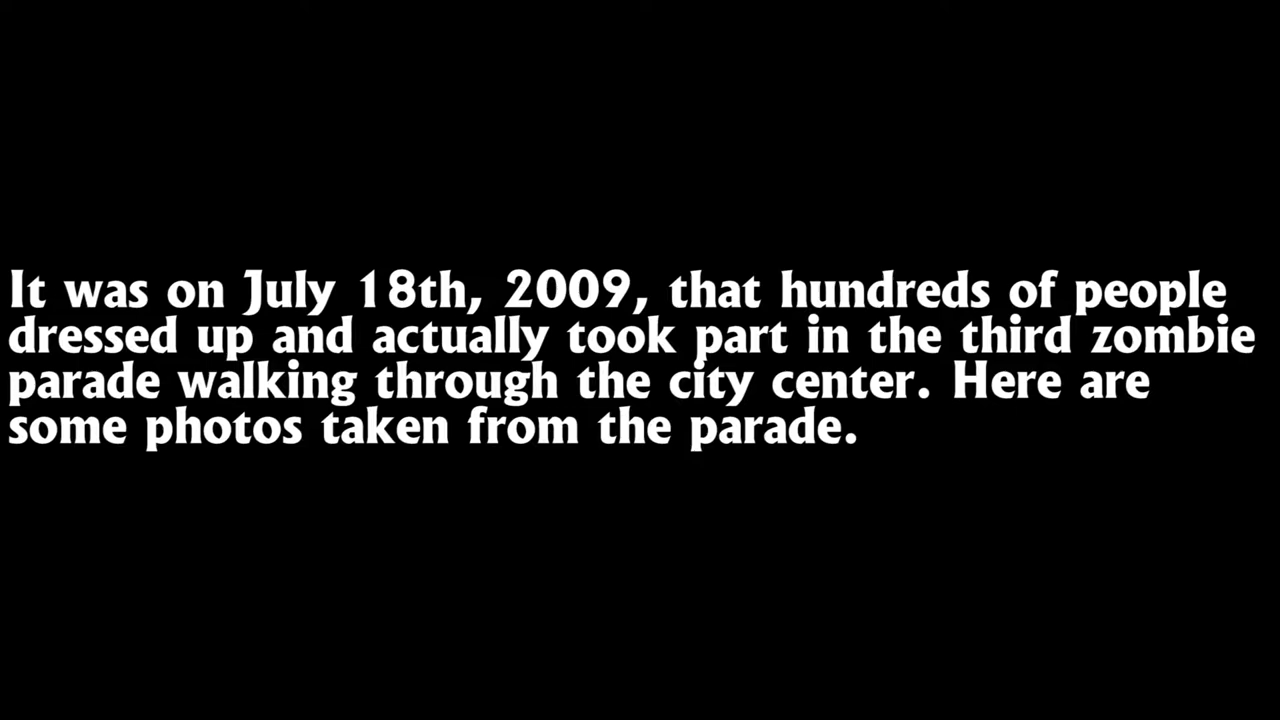 It was on July 18th, 2009, that hundreds of people
dressed up and actually took part in the third zombie
parade walking through the city center. Here are
some photos taken from the parade.